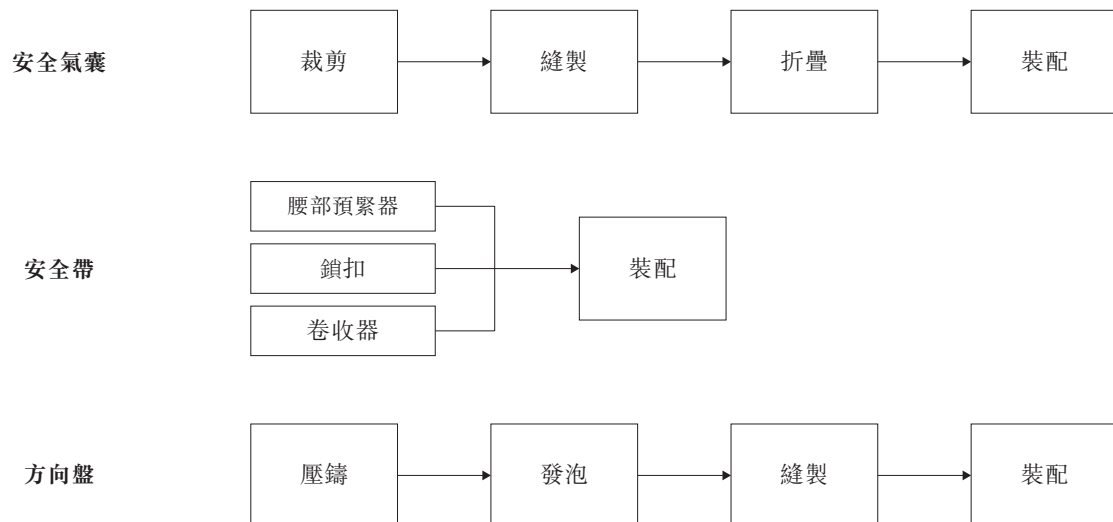 安全氣囊 裁剪 縫製 折疊 裝配
腰部預緊器
安全帶 鎖扣 裝配
卷收器
方向盤 壓鑄 發泡 縫製 裝配